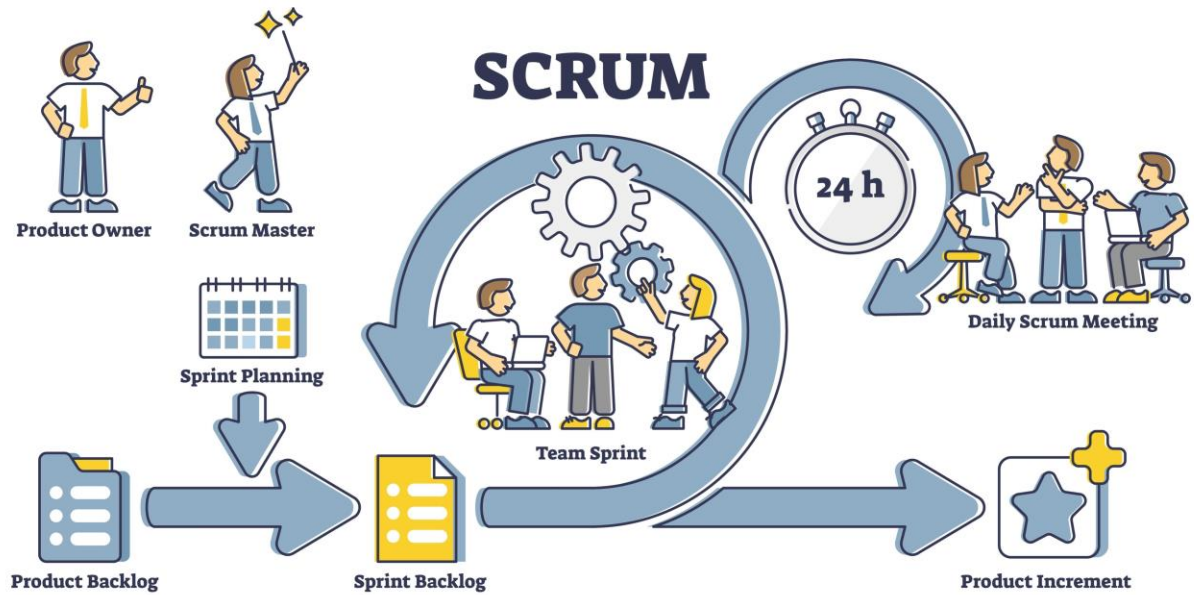 SCRUM
Product Owner
Scrum Master
24 h
Daily Scrum Meeting
Sprint Planning
Team Sprint
Product Backlog
Sprint Backlog
Product Increment